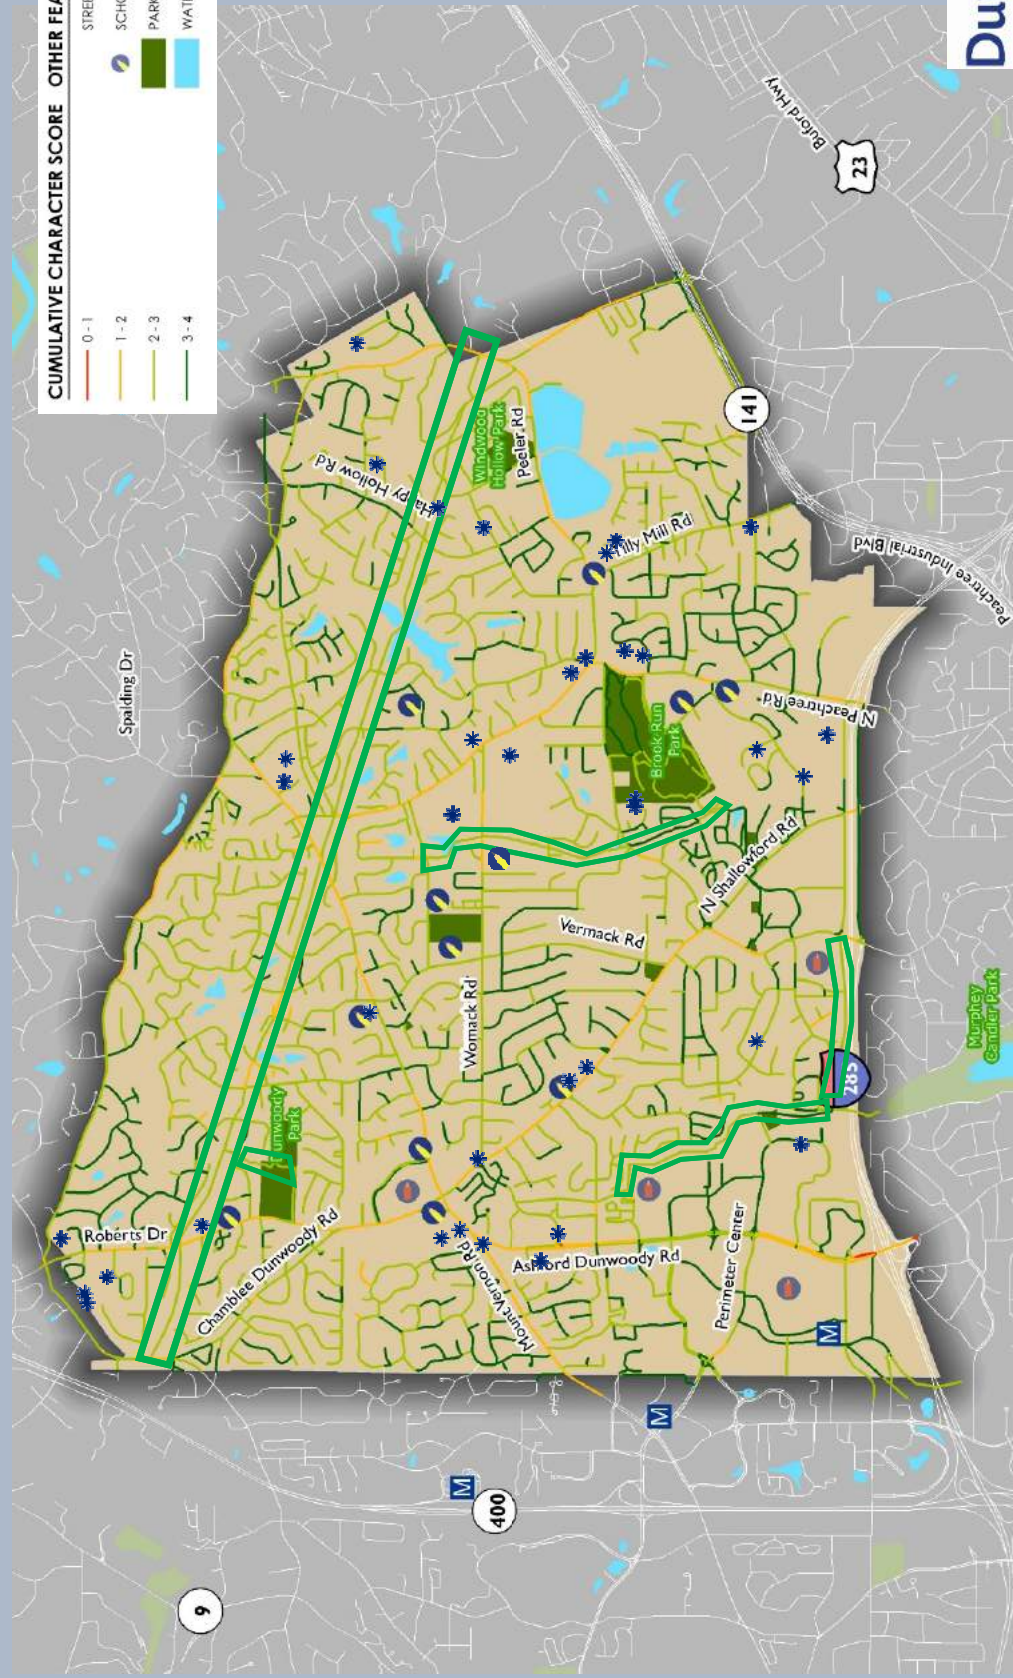 CUMULATIVE CHARACTER SCORE
0 - 1
1 - 2
2 - 3
3 - 4
Du
Buford Hwy
23
141
Peachtree Industrial Blvd
Spalding Dr
Happy Hollow Rd
Windwood
Hollow Park
Peeler Rd
Tilly Mill Rd
N Peachtree Rd
Brook Run
Park
N Shallowford Rd
Vermack Rd
Womack Rd
Murphey
Candler Park
285
Dunwoody
Park
Roberts Dr
Chamblee Dunwoody Rd
Mount Vernon Rd
Ashford Dunwoody Rd
Perimeter Center
M
M
M
400
9